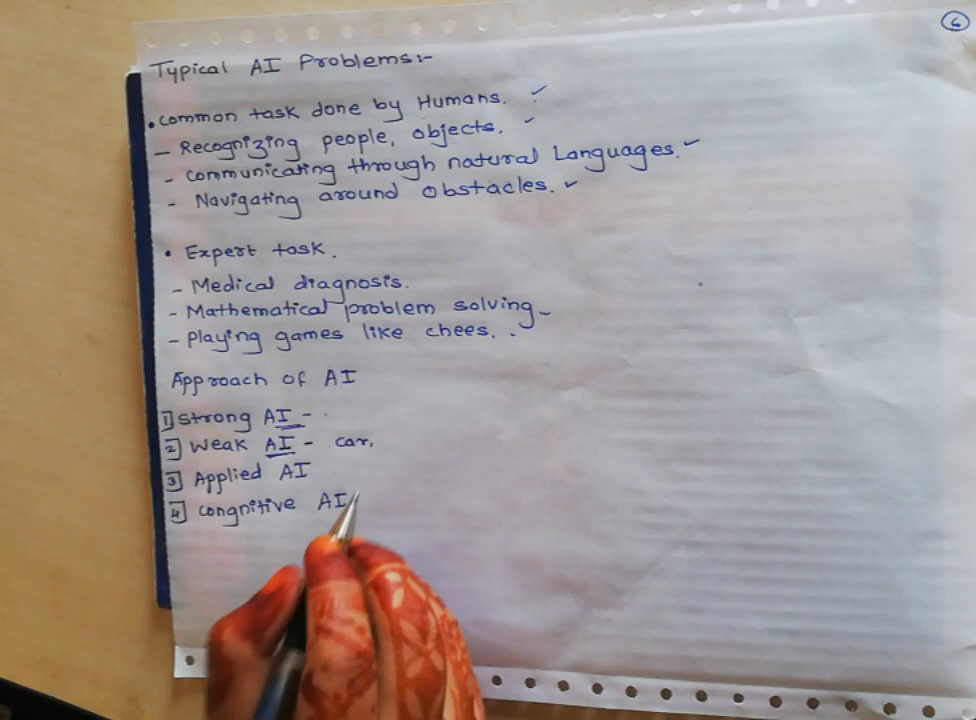 6
Typical AI Problems:-
• common task done by Humans.
- Recognizing people, objects.
- communicating through natural Languages.
- Navigating around obstacles.
• Expert task.
- Medical diagnosis.
- Mathematical problem solving
- Playing games like chees.
Approach of AI
1] strong AI -
2] Weak AI - car.
3] Applied AI
4] congnitive AI